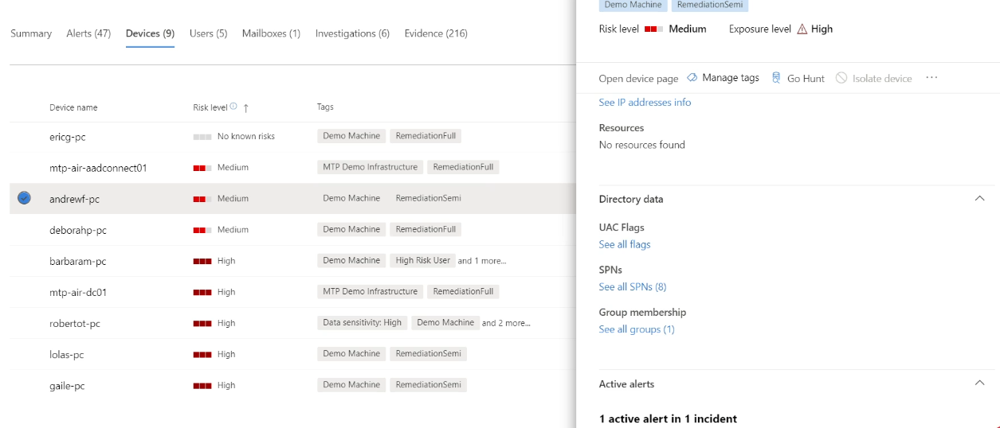 Summary Alerts (47) Devices (9) Users (5) Mailboxes (1) Investigations (6) Evidence (216)
Device name Risk level ↑ Tags
ericg-pc No known risks Demo Machine RemediationFull
mtp-air-aadconnect01 Medium MTP Demo Infrastructure RemediationFull
andrewf-pc Medium Demo Machine RemediationSemi
deborahp-pc Medium Demo Machine RemediationFull
barbaram-pc High Demo Machine High Risk User and 1 more...
mtp-air-dc01 High MTP Demo Infrastructure RemediationFull
robertot-pc High Data sensitivity: High Demo Machine and 2 more...
lolas-pc High Demo Machine RemediationSemi
gaile-pc High Demo Machine RemediationSemi
Demo Machine RemediationSemi
Risk level Medium Exposure level High
Open device page Manage tags Go Hunt Isolate device ...
See IP addresses info
Resources
No resources found
Directory data
UAC Flags
See all flags
SPNs
See all SPNs (8)
Group membership
See all groups (1)
Active alerts
1 active alert in 1 incident